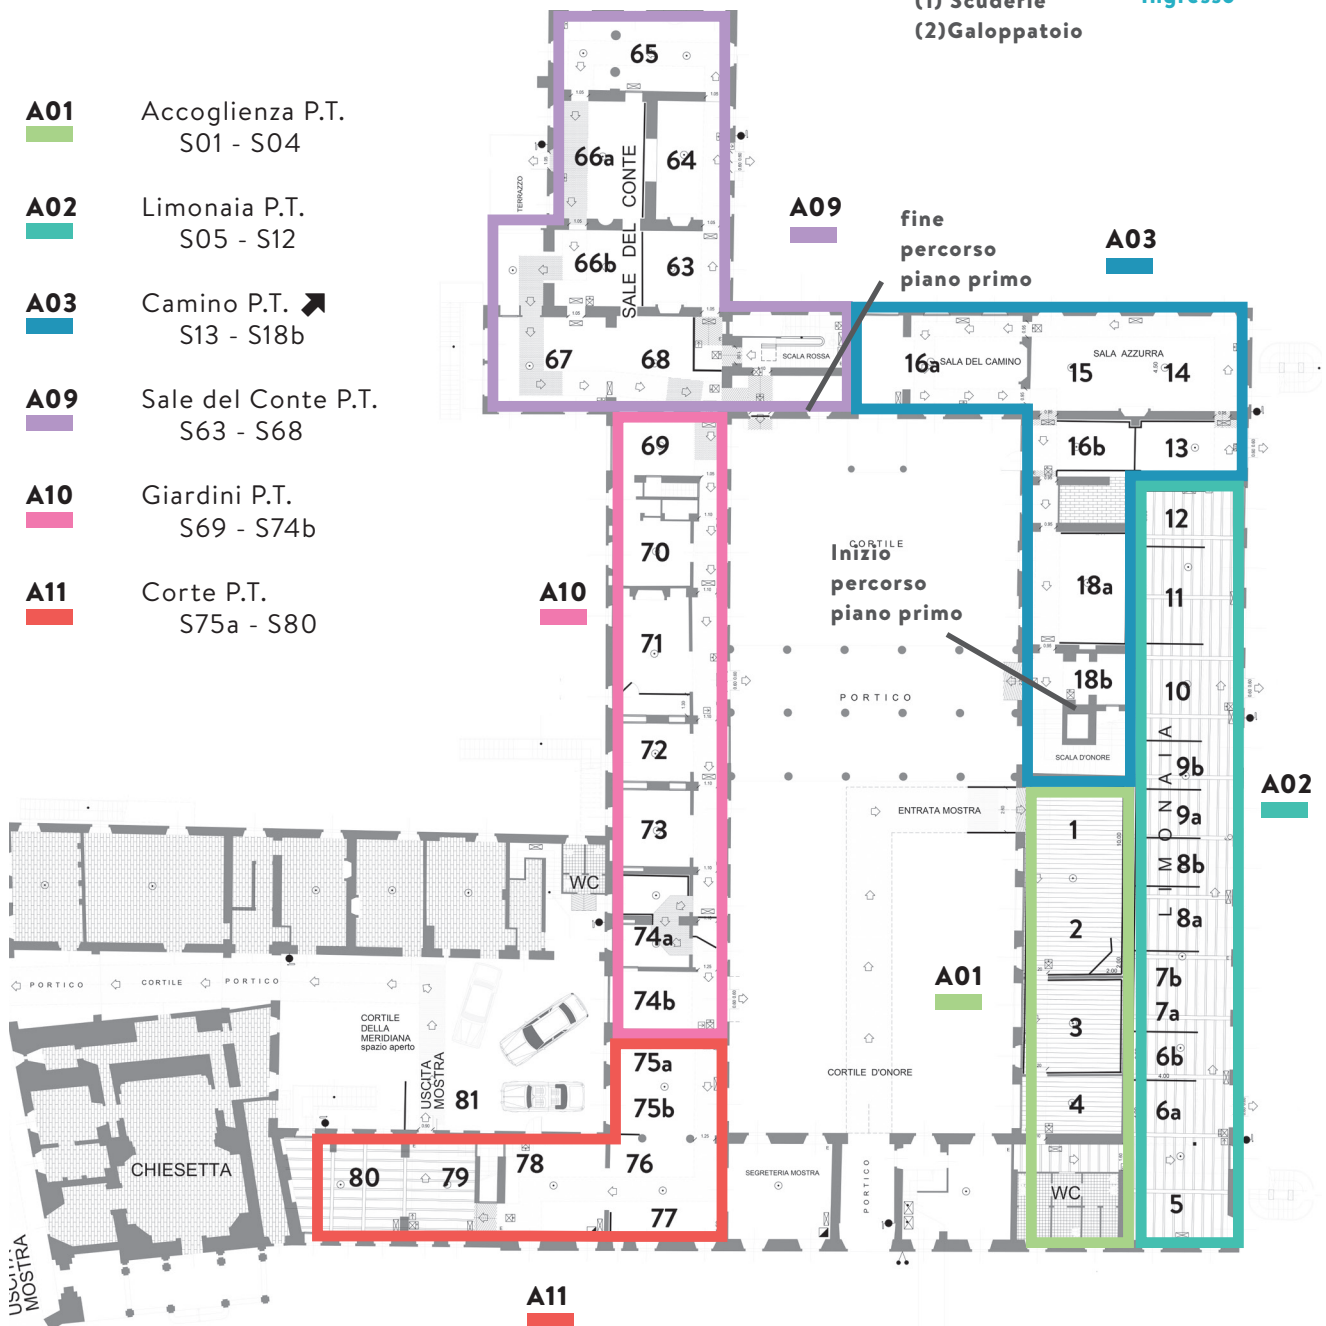 (1) Scuderie
Ingresso
(2)Galoppatoio
A01 Accoglienza P.T.
S01 - S04
A02 Limonaia P.T.
S05 - S12
A03 Camino P.T.
S13 - S18b
A09 Sale del Conte P.T.
S63 - S68
A10 Giardini P.T.
S69 - S74b
A11 Corte P.T.
S75a - S80
65
66a
64
SALE DEL CONTE
TERRAZZO
66b
63
67
68
SCALA ROSSA
A09
fine
percorso
piano primo
A03
16a
SALA DEL CAMINO
SALA AZZURRA
15
14
16b
13
18a
18b
SCALA D'ONORE
CORTILE
Inizio
percorso
piano primo
PORTICO
A10
69
70
71
72
73
74a
74b
WC
12
11
10
9b
9a
8b
8a
7b
7a
6b
6a
5
LIMONAIA
A02
ENTRATA MOSTRA
1
2
3
4
WC
A01
CORTILE D'ONORE
PORTICO
CORTILE
PORTICO
CORTILE
DELLA
MERIDIANA
spazio aperto
USCITA
MOSTRA
81
75a
75b
76
77
78
79
80
SEGRETERIA MOSTRA
PORTICO
CHIESETTA
USCITA
MOSTRA
A11